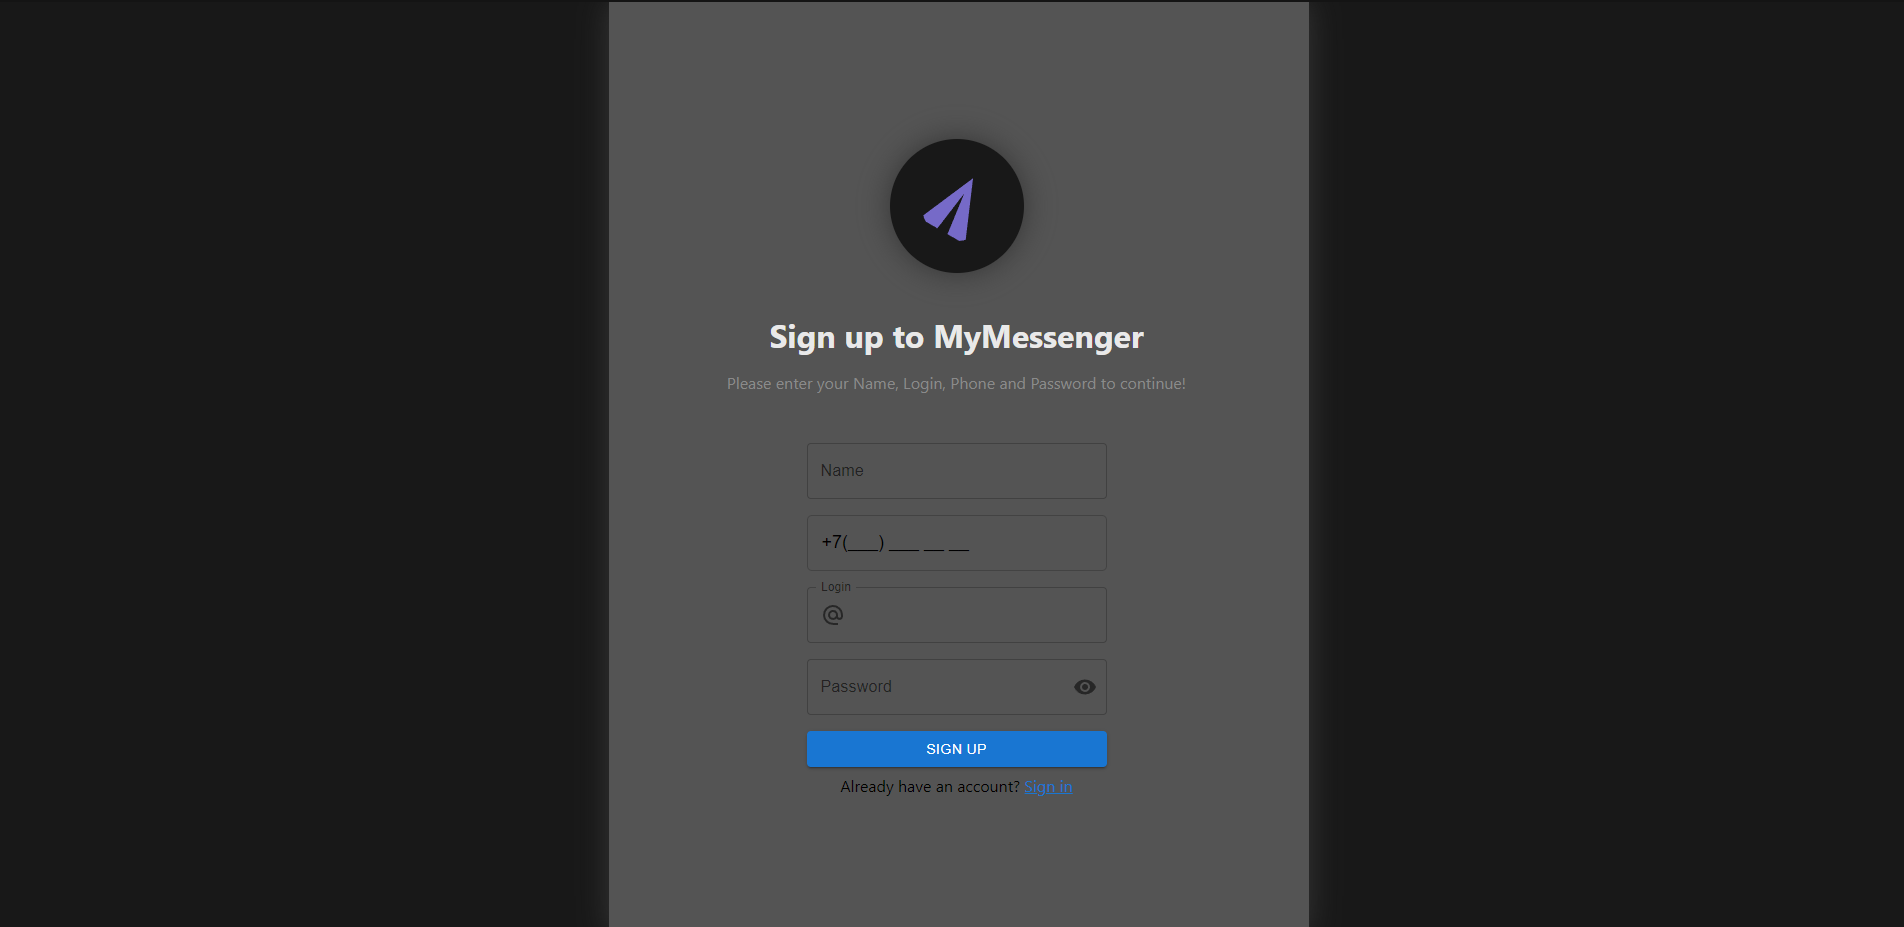 Sign up to MyMessenger
Please enter your Name, Login, Phone and Password to continue!
Name
+7(___) ___ __ __
Login
@
Password
SIGN UP
Already have an account? Sign in